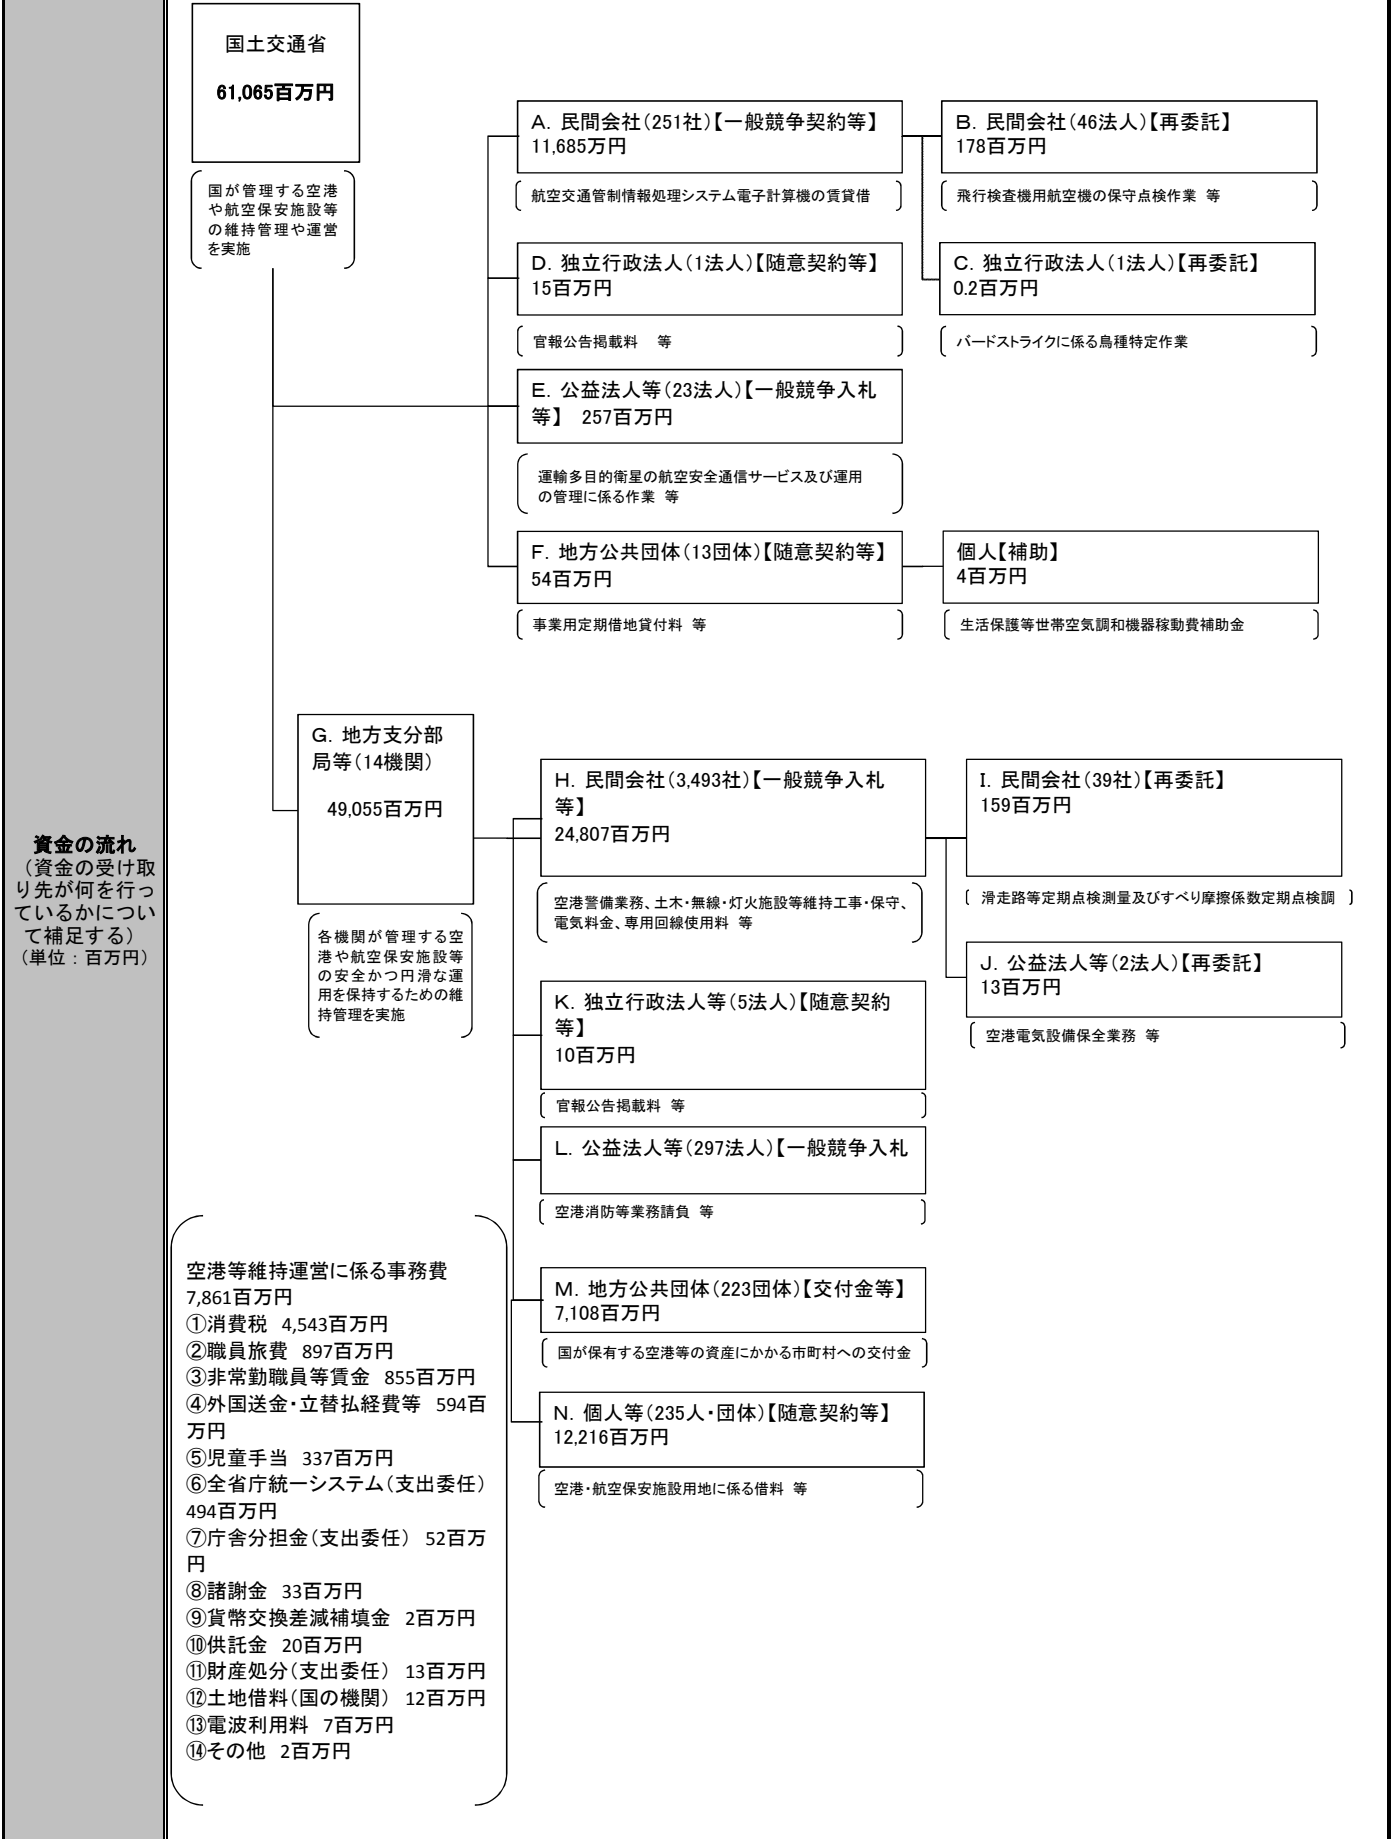 資金の流れ
（資金の受け取
り先が何を行っ
ているかについ
て補足する）
（単位：百万円）
国土交通省
61,065百万円
国が管理する空港
や航空保安施設等
の維持管理や運営
を実施
A．民間会社（251社）【一般競争契約等】
11,685万円
航空交通管制情報処理システム電子計算機の賃貸借
B．民間会社（46法人）【再委託】
178百万円
飛行検査機用航空機の保守点検作業 等
D．独立行政法人（1法人）【随意契約等】
15百万円
官報公告掲載料 等
C．独立行政法人（1法人）【再委託】
0.2百万円
バードストライクに係る鳥種特定作業
E．公益法人等（23法人）【一般競争入札
等】 257百万円
運輸多目的衛星の航空安全通信サービス及び運用
の管理に係る作業 等
F．地方公共団体（13団体）【随意契約等】
54百万円
事業用定期借地貸付料 等
個人【補助】
4百万円
生活保護等世帯空気調和機器稼動費補助金
G．地方支分部
局等（14機関）
49,055百万円
各機関が管理する空
港や航空保安施設等
の安全かつ円滑な運
用を保持するための維
持管理を実施
H．民間会社（3,493社）【一般競争入札
等】
24,807百万円
空港警備業務、土木・無線・灯火施設等維持工事・保守、
電気料金、専用回線使用料 等
I．民間会社（39社）【再委託】
159百万円
滑走路等定期点検測量及びすべり摩擦係数定期点検調
J．公益法人等（2法人）【再委託】
13百万円
空港電気設備保全業務 等
K．独立行政法人等（5法人）【随意契約
等】
10百万円
官報公告掲載料 等
L．公益法人等（297法人）【一般競争入札
空港消防等業務請負 等
M．地方公共団体（223団体）【交付金等】
7,108百万円
国が保有する空港等の資産にかかる市町村への交付金
N．個人等（235人・団体）【随意契約等】
12,216百万円
空港・航空保安施設用地に係る借料 等
空港等維持運営に係る事務費
7,861百万円
①消費税 4,543百万円
②職員旅費 897百万円
③非常勤職員等賃金 855百万円
④外国送金・立替払経費等 594百
万円
⑤児童手当 337百万円
⑥全省庁統一システム（支出委任）
494百万円
⑦庁舎分担金（支出委任） 52百万
円
⑧諸謝金 33百万円
⑨貨幣交換差減補填金 2百万円
⑩供託金 20百万円
⑪財産処分（支出委任） 13百万円
⑫土地借料（国の機関） 12百万円
⑬電波利用料 7百万円
⑭その他 2百万円